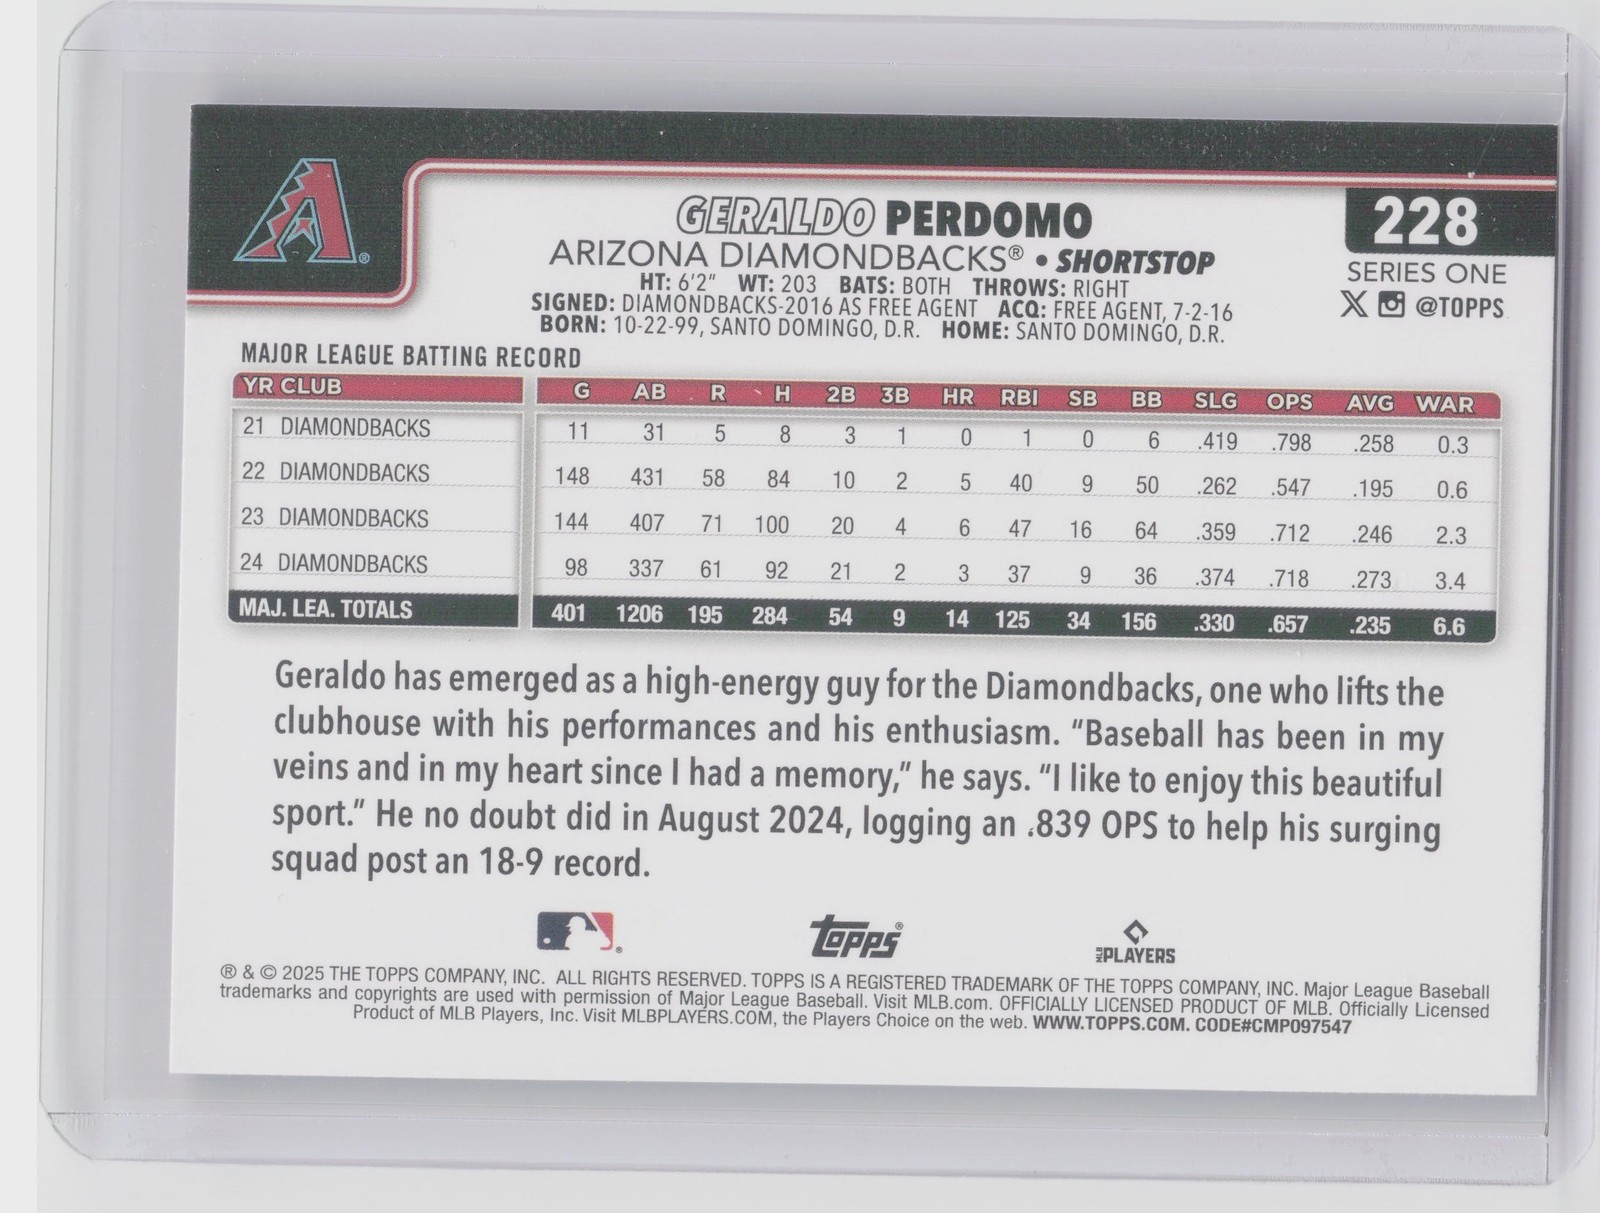 GERALDO PERDOMO
228
ARIZONA DIAMONDBACKS® • SHORTSTOP
SERIES ONE
HT: 6'2" WT: 203 BATS: BOTH THROWS: RIGHT
@TOPPS
SIGNED: DIAMONDBACKS-2016 AS FREE AGENT ACQ: FREE AGENT, 7-2-16
BORN: 10-22-99, SANTO DOMINGO, D.R. HOME: SANTO DOMINGO, D.R.
MAJOR LEAGUE BATTING RECORD
YR CLUB G AB R H 2B 3B HR RBI SB BB SLG OPS AVG WAR
21 DIAMONDBACKS 11 31 5 8 3 1 0 1 0 6 .419 .798 .258 0.3
22 DIAMONDBACKS 148 431 58 84 10 2 5 40 9 50 .262 .547 .195 0.6
23 DIAMONDBACKS 144 407 71 100 20 4 6 47 16 64 .359 .712 .246 2.3
24 DIAMONDBACKS 98 337 61 92 21 2 3 37 9 36 .374 .718 .273 3.4
MAJ. LEA. TOTALS 401 1206 195 284 54 9 14 125 34 156 .330 .657 .235 6.6
Geraldo has emerged as a high-energy guy for the Diamondbacks, one who lifts the
clubhouse with his performances and his enthusiasm. “Baseball has been in my
veins and in my heart since I had a memory,” he says. “I like to enjoy this beautiful
sport.” He no doubt did in August 2024, logging an .839 OPS to help his surging
squad post an 18-9 record.
TOPPS®
MLB PLAYERS
® & © 2025 THE TOPPS COMPANY, INC. ALL RIGHTS RESERVED. TOPPS IS A REGISTERED TRADEMARK OF THE TOPPS COMPANY, INC. Major League Baseball
trademarks and copyrights are used with permission of Major League Baseball. Visit MLB.com. OFFICIALLY LICENSED PRODUCT OF MLB. Officially Licensed
Product of MLB Players, Inc. Visit MLBPLAYERS.COM, the Players Choice on the web. WWW.TOPPS.COM. CODE#CMP097547